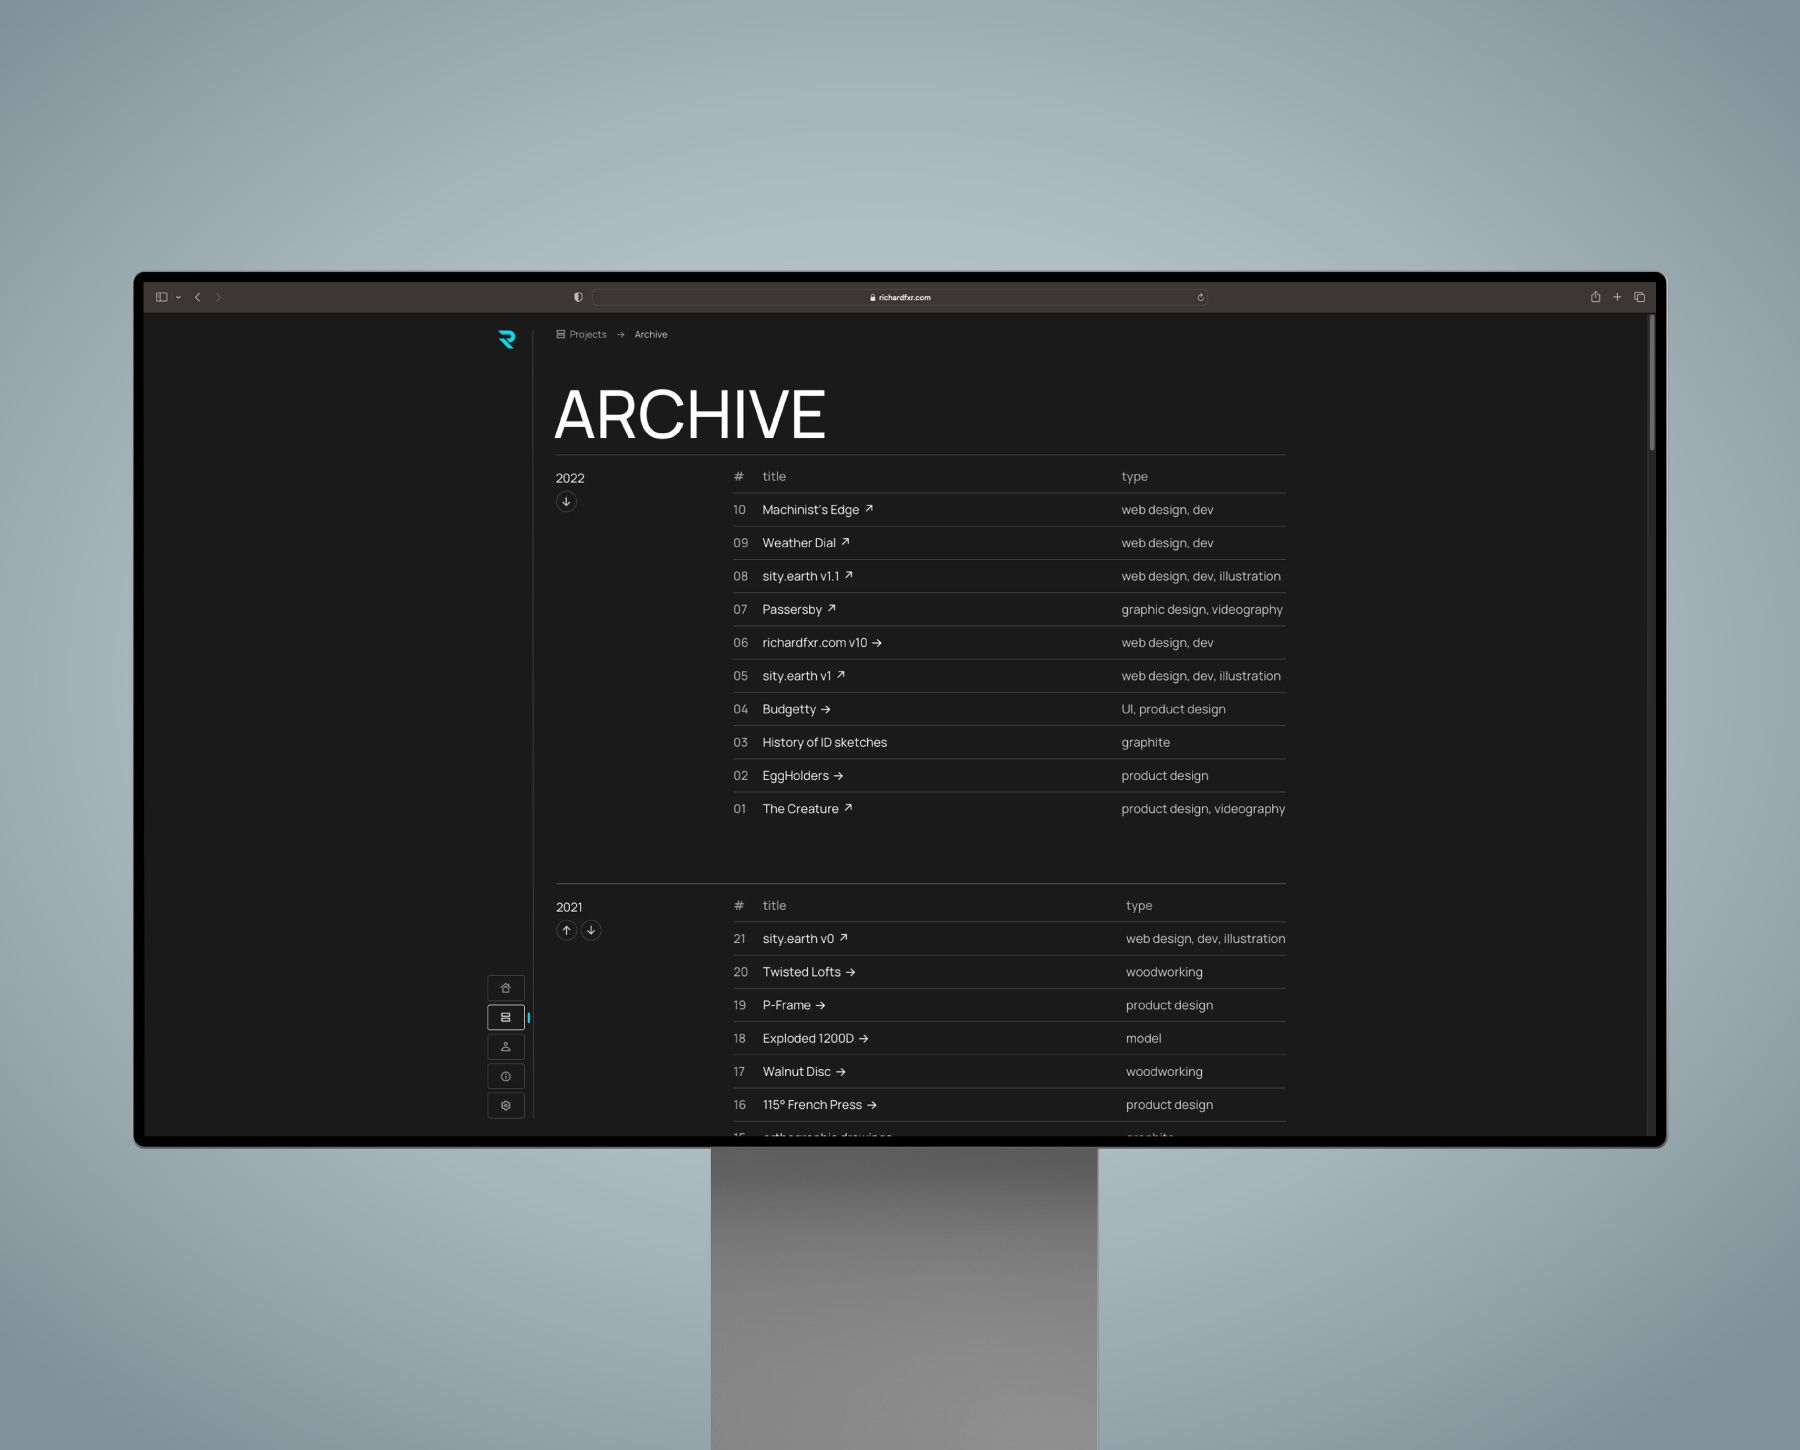 richardfxr.com
Projects → Archive
ARCHIVE
2022
# title type
10 Machinist's Edge ↗ web design, dev
09 Weather Dial ↗ web design, dev
08 sity.earth v1.1 ↗ web design, dev, illustration
07 Passersby ↗ graphic design, videography
06 richardfxr.com v10 → web design, dev
05 sity.earth v1 ↗ web design, dev, illustration
04 Budgetty → UI, product design
03 History of ID sketches graphite
02 EggHolders → product design
01 The Creature ↗ product design, videography
2021
# title type
21 sity.earth v0 ↗ web design, dev, illustration
20 Twisted Lofts → woodworking
19 P-Frame → product design
18 Exploded 1200D → model
17 Walnut Disc → woodworking
16 115° French Press → product design
15 orthographic drawings graphite